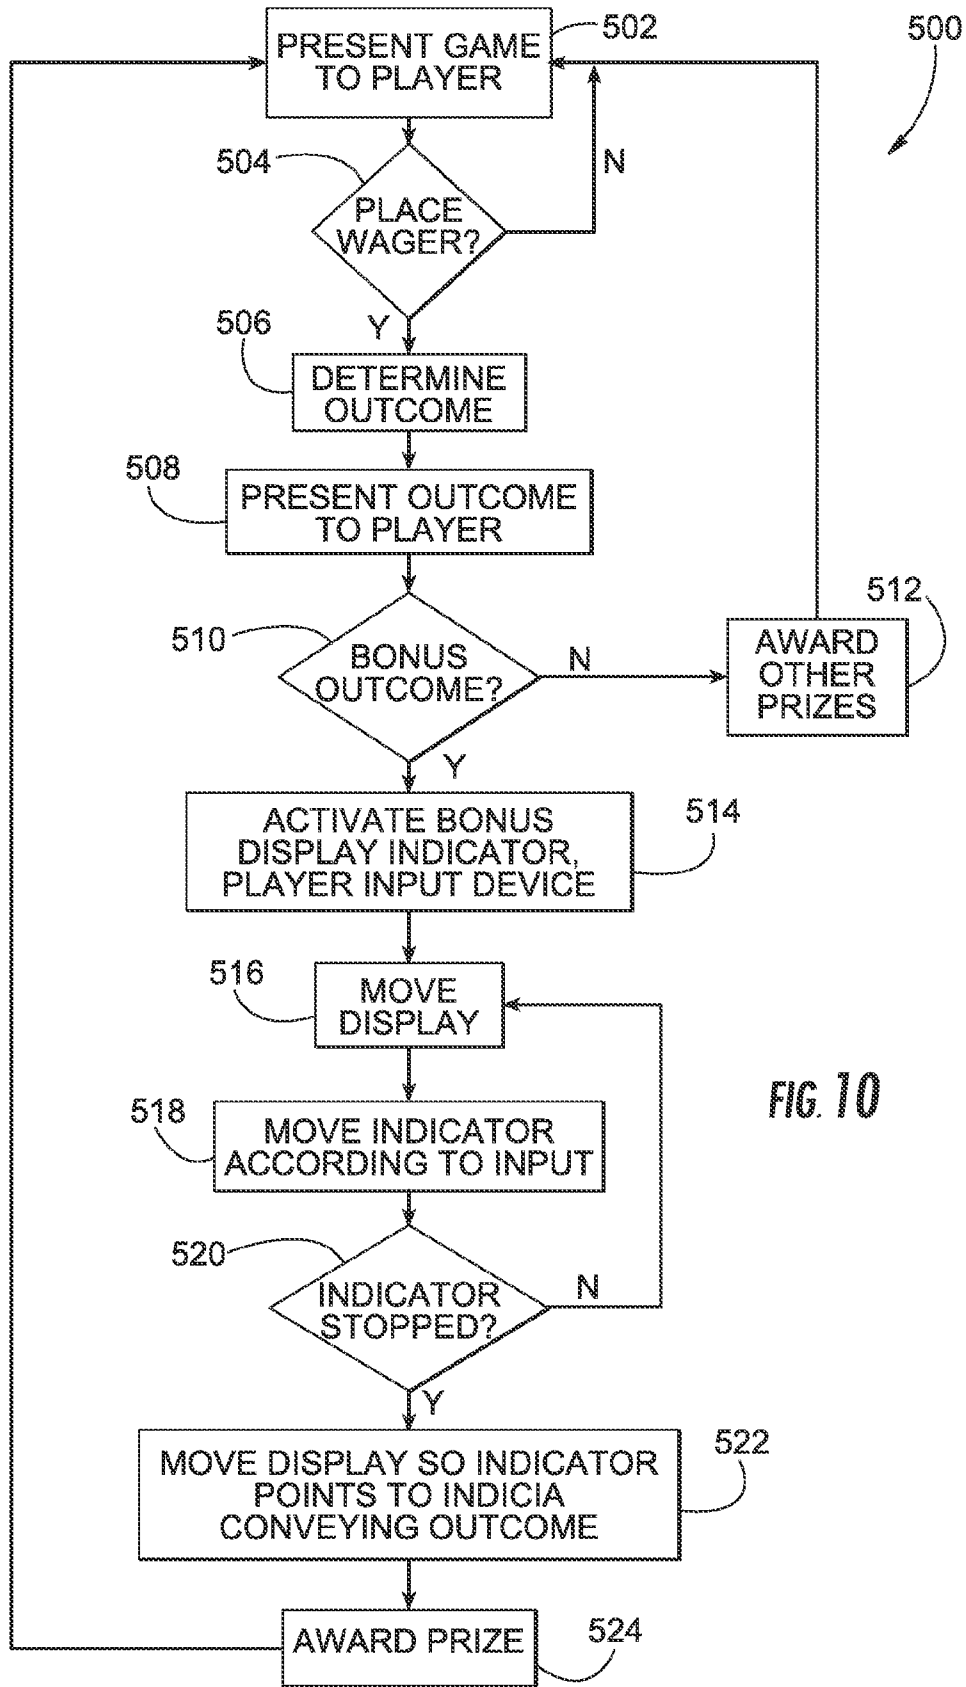 502
500
PRESENT GAME
TO PLAYER
504
N
PLACE
WAGER?
506
Y
DETERMINE
OUTCOME
508
PRESENT OUTCOME
TO PLAYER
510
512
BONUS
OUTCOME?
N
AWARD
OTHER
PRIZES
Y
514
ACTIVATE BONUS
DISPLAY INDICATOR,
PLAYER INPUT DEVICE
516
MOVE
DISPLAY
FIG. 10
518
MOVE INDICATOR
ACCORDING TO INPUT
520
N
INDICATOR
STOPPED?
Y
522
MOVE DISPLAY SO INDICATOR
POINTS TO INDICIA
CONVEYING OUTCOME
524
AWARD PRIZE